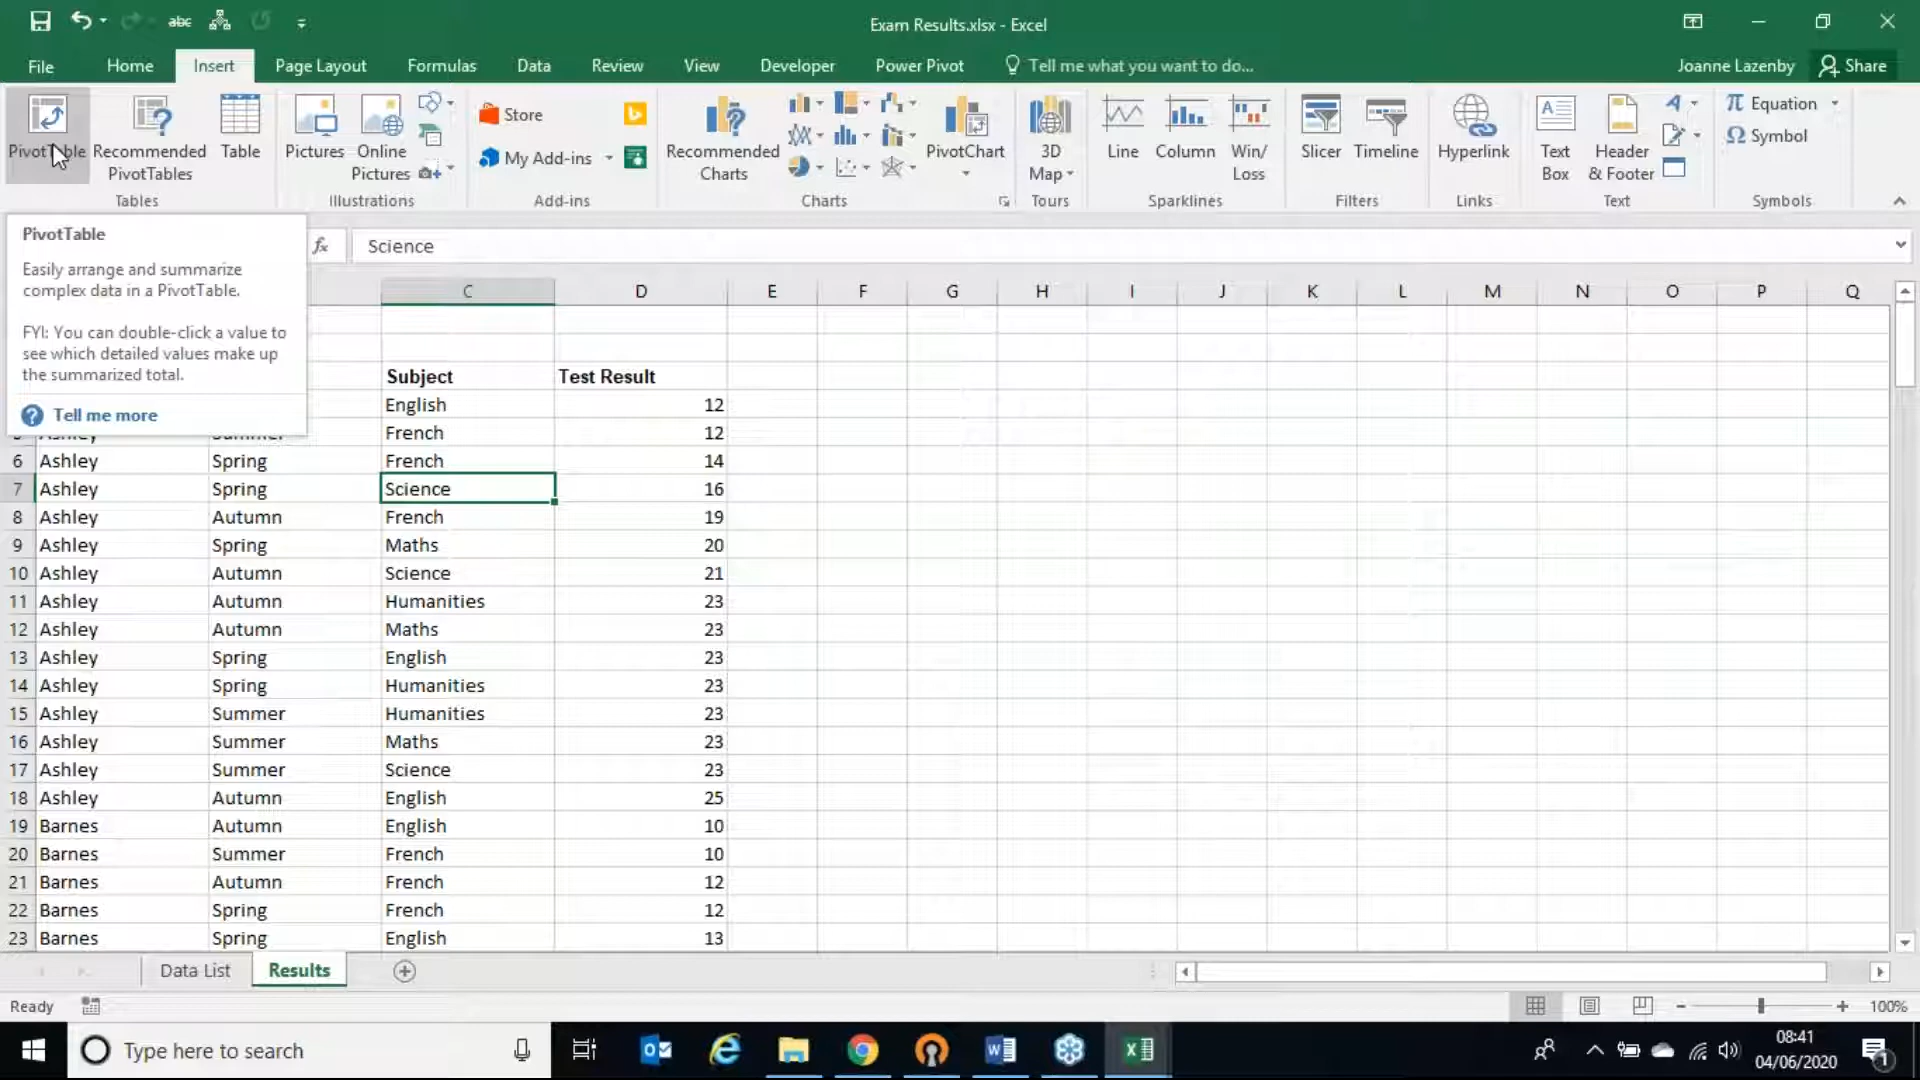 abc
Exam Results.xlsx - Excel
File Home Insert Page Layout Formulas Data Review View Developer Power Pivot Tell me what you want to do... Joanne Lazenby Share
PivotTable
Recommended
PivotTables
Table
Tables
Pictures
Online
Pictures
Illustrations
Store
My Add-ins
Add-ins
Recommended
Charts
PivotChart
Charts
3D
Map
Tours
Line
Column
Win/
Loss
Sparklines
Slicer
Timeline
Filters
Hyperlink
Links
Text
Box
Header
& Footer
Text
π Equation
Ω Symbol
Symbols
PivotTable
Easily arrange and summarize
complex data in a PivotTable.
FYI: You can double-click a value to
see which detailed values make up
the summarized total.
Tell me more
fx Science
C D E F G H I J K L M N O P Q
Subject Test Result
English 12
French 12
6 Ashley Spring French 14
7 Ashley Spring Science 16
8 Ashley Autumn French 19
9 Ashley Spring Maths 20
10 Ashley Autumn Science 21
11 Ashley Autumn Humanities 23
12 Ashley Autumn Maths 23
13 Ashley Spring English 23
14 Ashley Spring Humanities 23
15 Ashley Summer Humanities 23
16 Ashley Summer Maths 23
17 Ashley Summer Science 23
18 Ashley Autumn English 25
19 Barnes Autumn English 10
20 Barnes Summer French 10
21 Barnes Autumn French 12
22 Barnes Spring French 12
23 Barnes Spring English 13
Data List Results
Ready 100%
Type here to search
08:41
04/06/2020
1